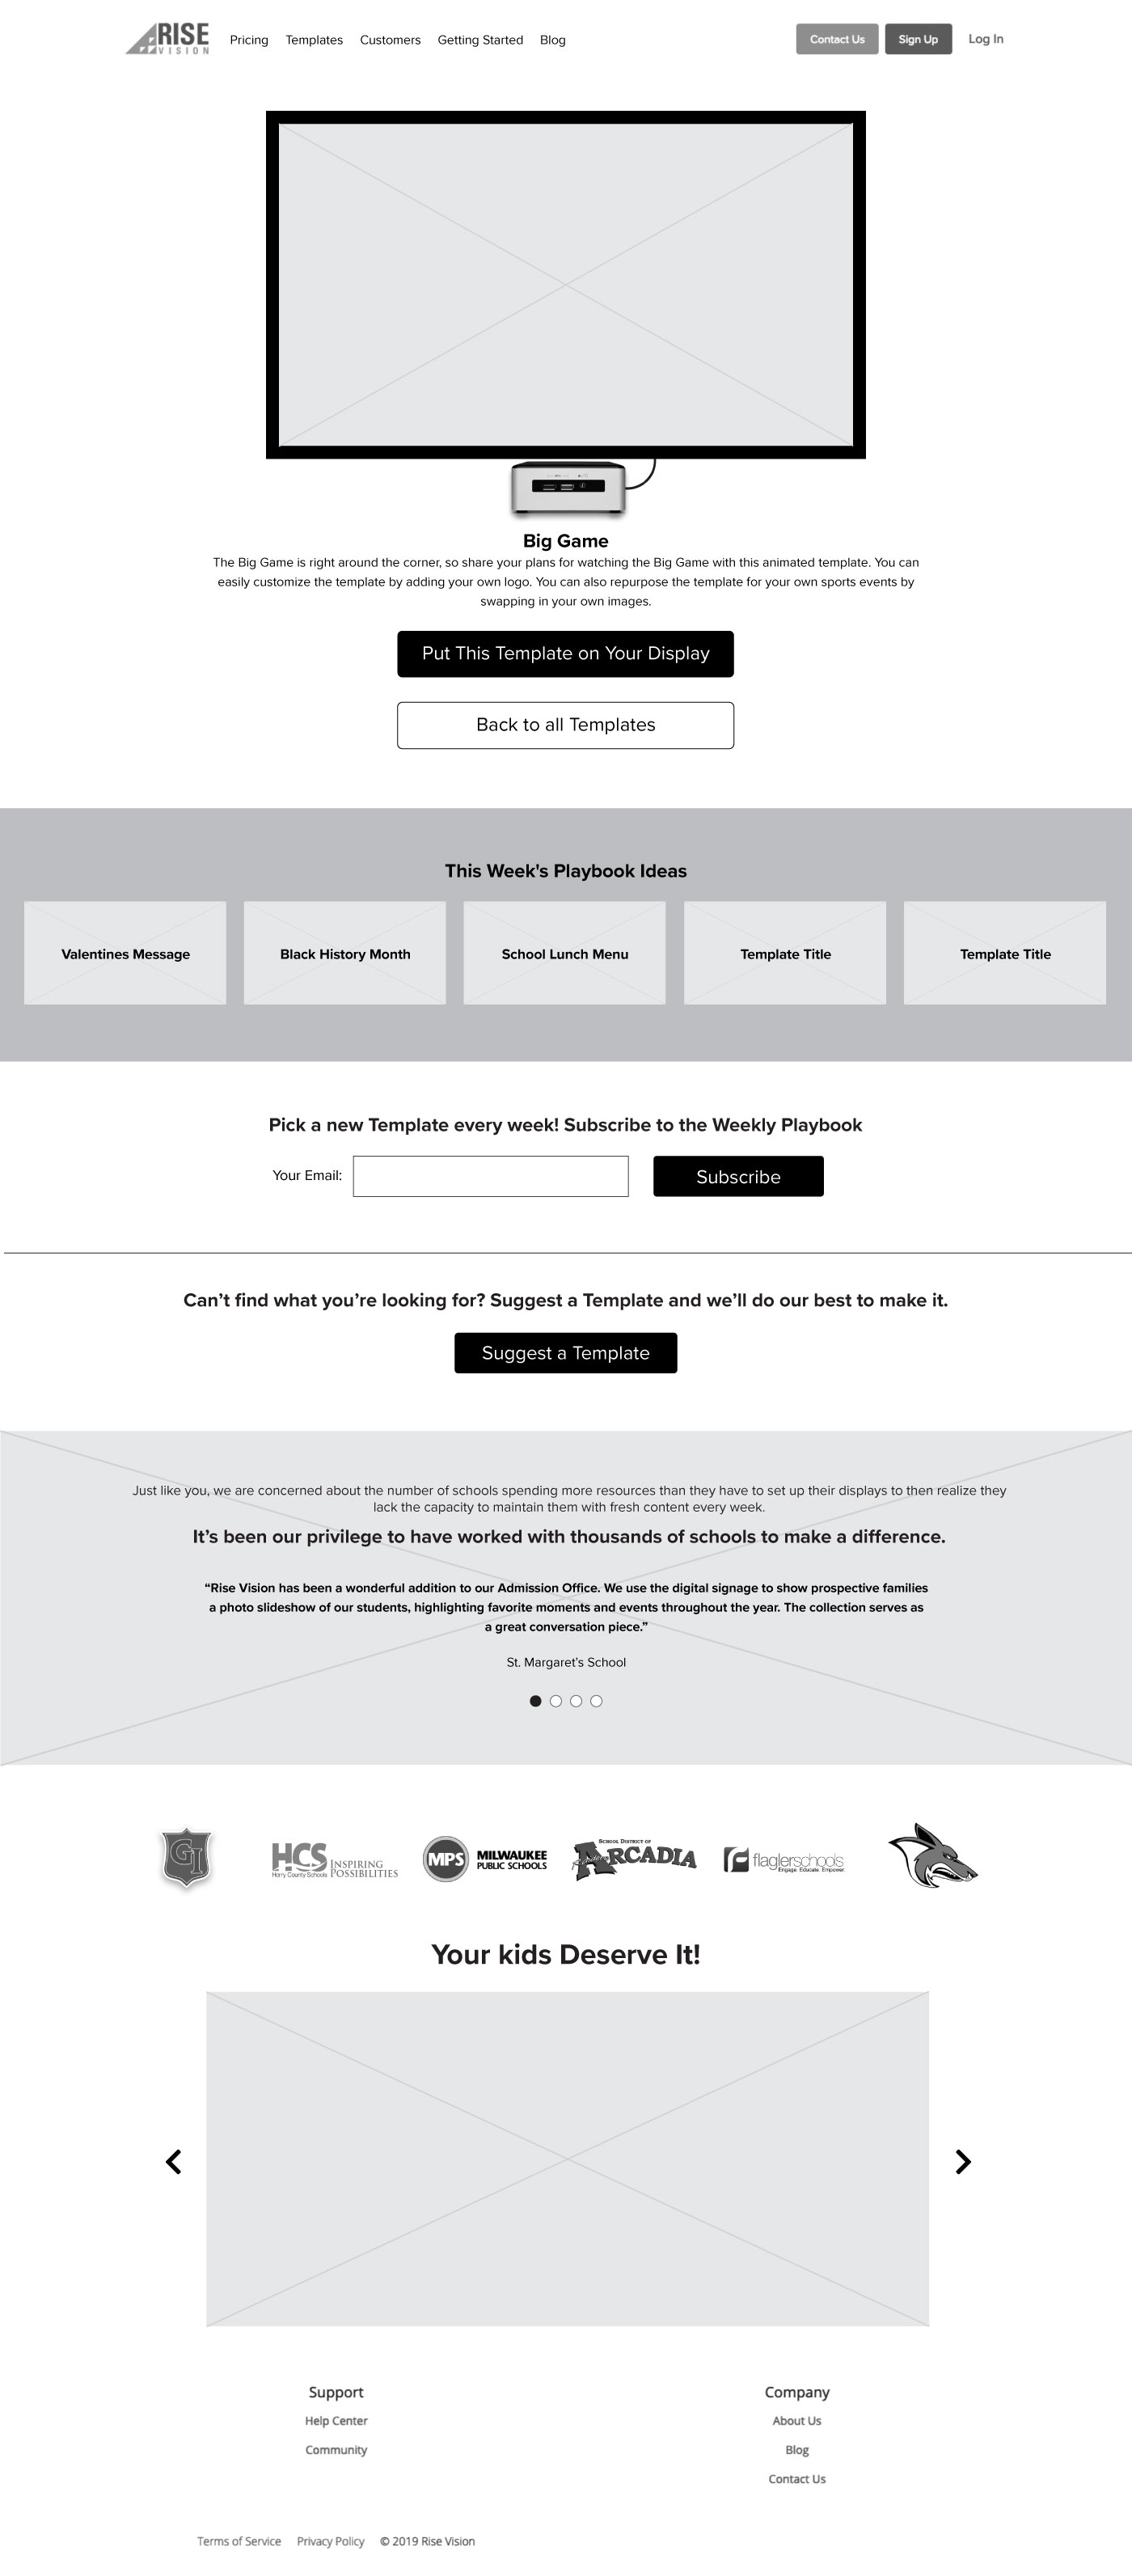 RISE
VISION
Pricing Templates Customers Getting Started Blog
Contact Us Sign Up Log In
Big Game
The Big Game is right around the corner, so share your plans for watching the Big Game with this animated template. You can
easily customize the template by adding your own logo. You can also repurpose the template for your own sports events by
swapping in your own images.
Put This Template on Your Display
Back to all Templates
This Week's Playbook Ideas
Valentines Message Black History Month School Lunch Menu Template Title Template Title
Pick a new Template every week! Subscribe to the Weekly Playbook
Your Email: Subscribe
Can’t find what you’re looking for? Suggest a Template and we’ll do our best to make it.
Suggest a Template
Just like you, we are concerned about the number of schools spending more resources than they have to set up their displays to then realize they
lack the capacity to maintain them with fresh content every week.
It’s been our privilege to have worked with thousands of schools to make a difference.
“Rise Vision has been a wonderful addition to our Admission Office. We use the digital signage to show prospective families
a photo slideshow of our students, highlighting favorite moments and events throughout the year. The collection serves as
a great conversation piece.”
St. Margaret’s School
GI
HCS
Horry County Schools
INSPIRING
POSSIBILITIES
MPS
MILWAUKEE
PUBLIC SCHOOLS
SCHOOL DISTRICT OF
ARCADIA
flaglerschools
Engage. Educate. Empower.
Your kids Deserve It!
Support
Help Center
Community
Company
About Us
Blog
Contact Us
Terms of Service Privacy Policy © 2019 Rise Vision